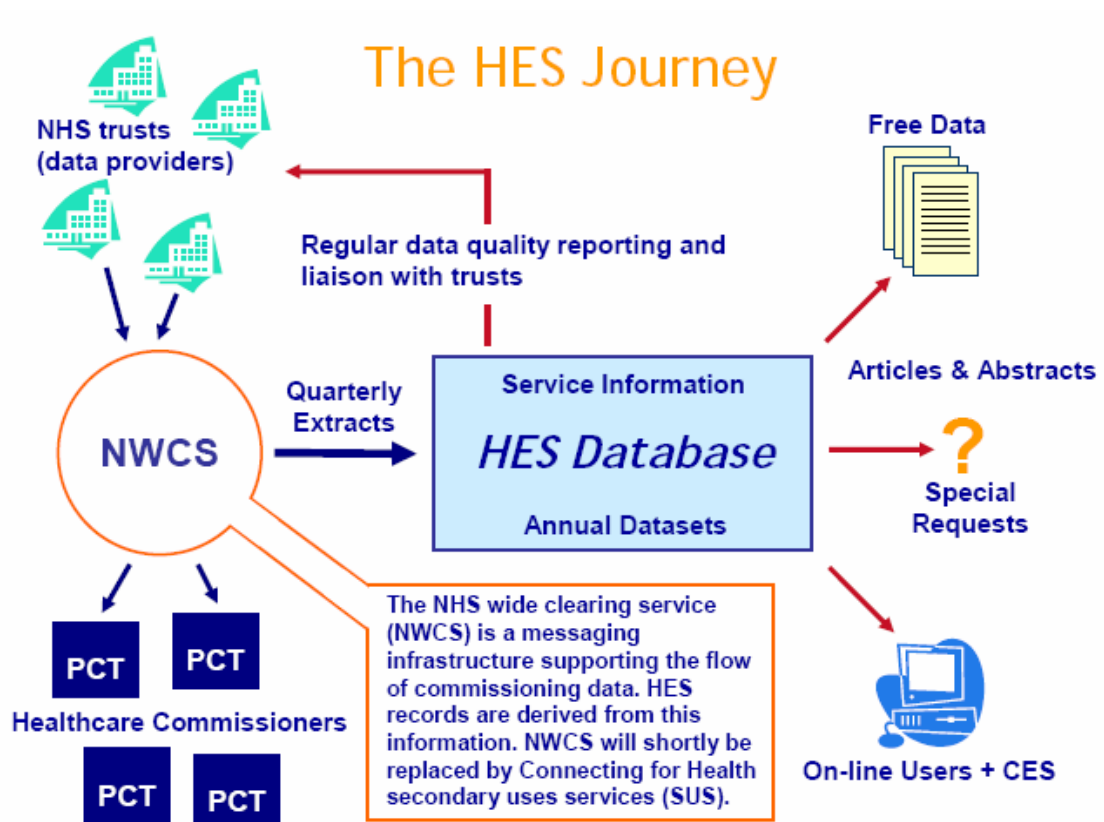 The HES Journey
NHS trusts
(data providers)
Free Data
Regular data quality reporting and
liaison with trusts
Articles & Abstracts
Quarterly
Extracts
Service Information
HES Database
Annual Datasets
NWCS
?
Special
Requests
The NHS wide clearing service
(NWCS) is a messaging
infrastructure supporting the flow
of commissioning data. HES
records are derived from this
information. NWCS will shortly be
replaced by Connecting for Health
secondary uses services (SUS).
PCT
PCT
Healthcare Commissioners
PCT
PCT
On-line Users + CES